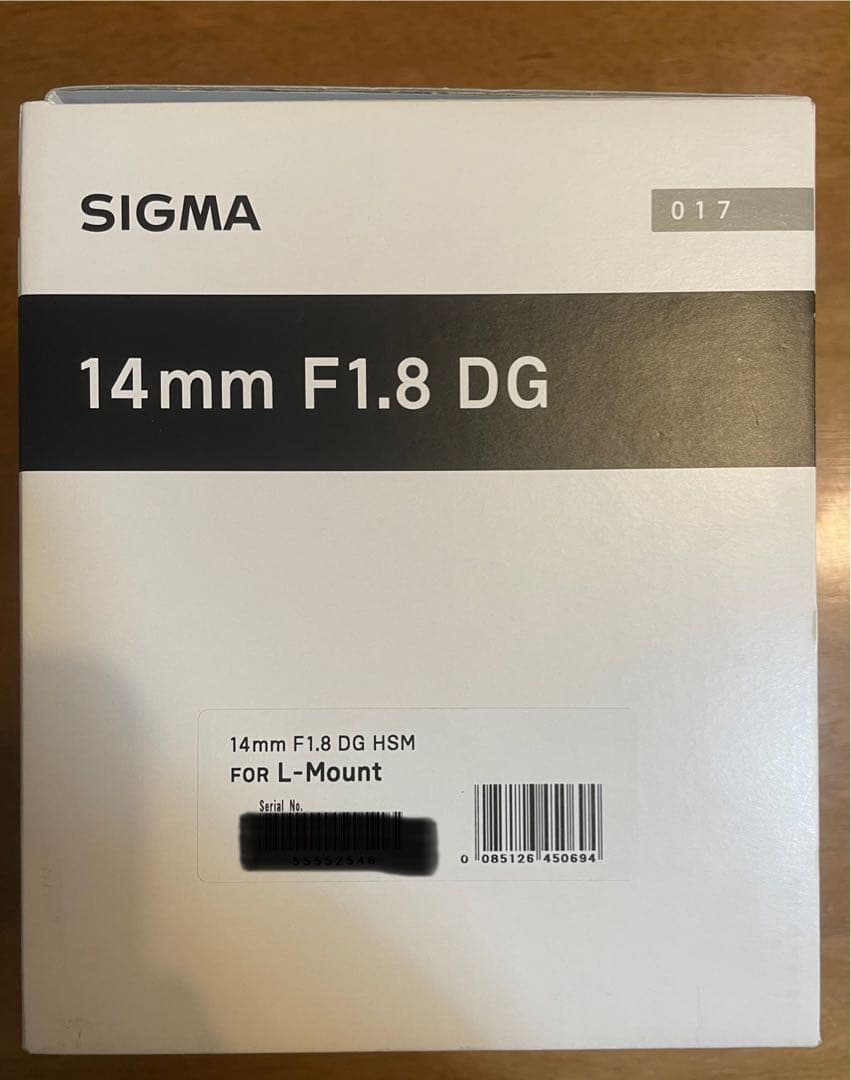 SIGMA
017
14mm F1.8 DG
14mm F1.8 DG HSM
FOR L-Mount
Serial No.
0 085126 450694